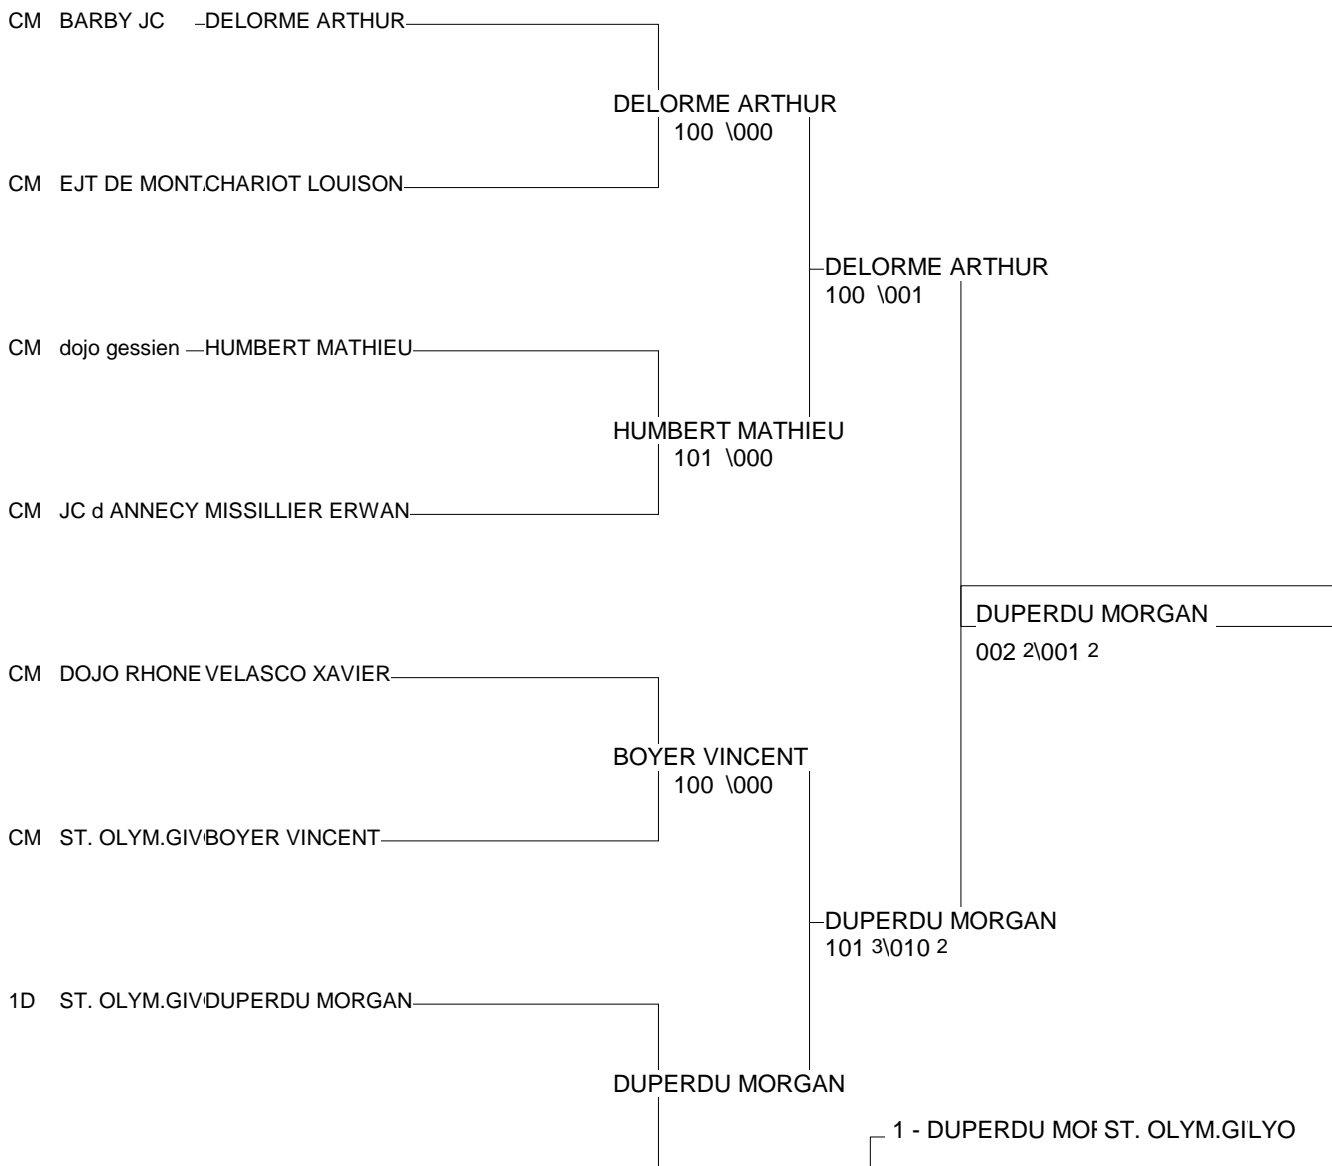 CM BARBY JC DELORME ARTHUR
DELORME ARTHUR
100 \000
CM EJT DE MONT. CHARIOT LOUISON
DELORME ARTHUR
100 \001
CM dojo gessien HUMBERT MATHIEU
HUMBERT MATHIEU
101 \000
CM JC d ANNECY MISSILLIER ERWAN
DUPERDU MORGAN
002 2\001 2
CM DOJO RHONE VELASCO XAVIER
BOYER VINCENT
100 \000
CM ST. OLYM.GIV BOYER VINCENT
DUPERDU MORGAN
101 3\010 2
1D ST. OLYM.GIV DUPERDU MORGAN
DUPERDU MORGAN
1 - DUPERDU MOR ST. OLYM.GILYO